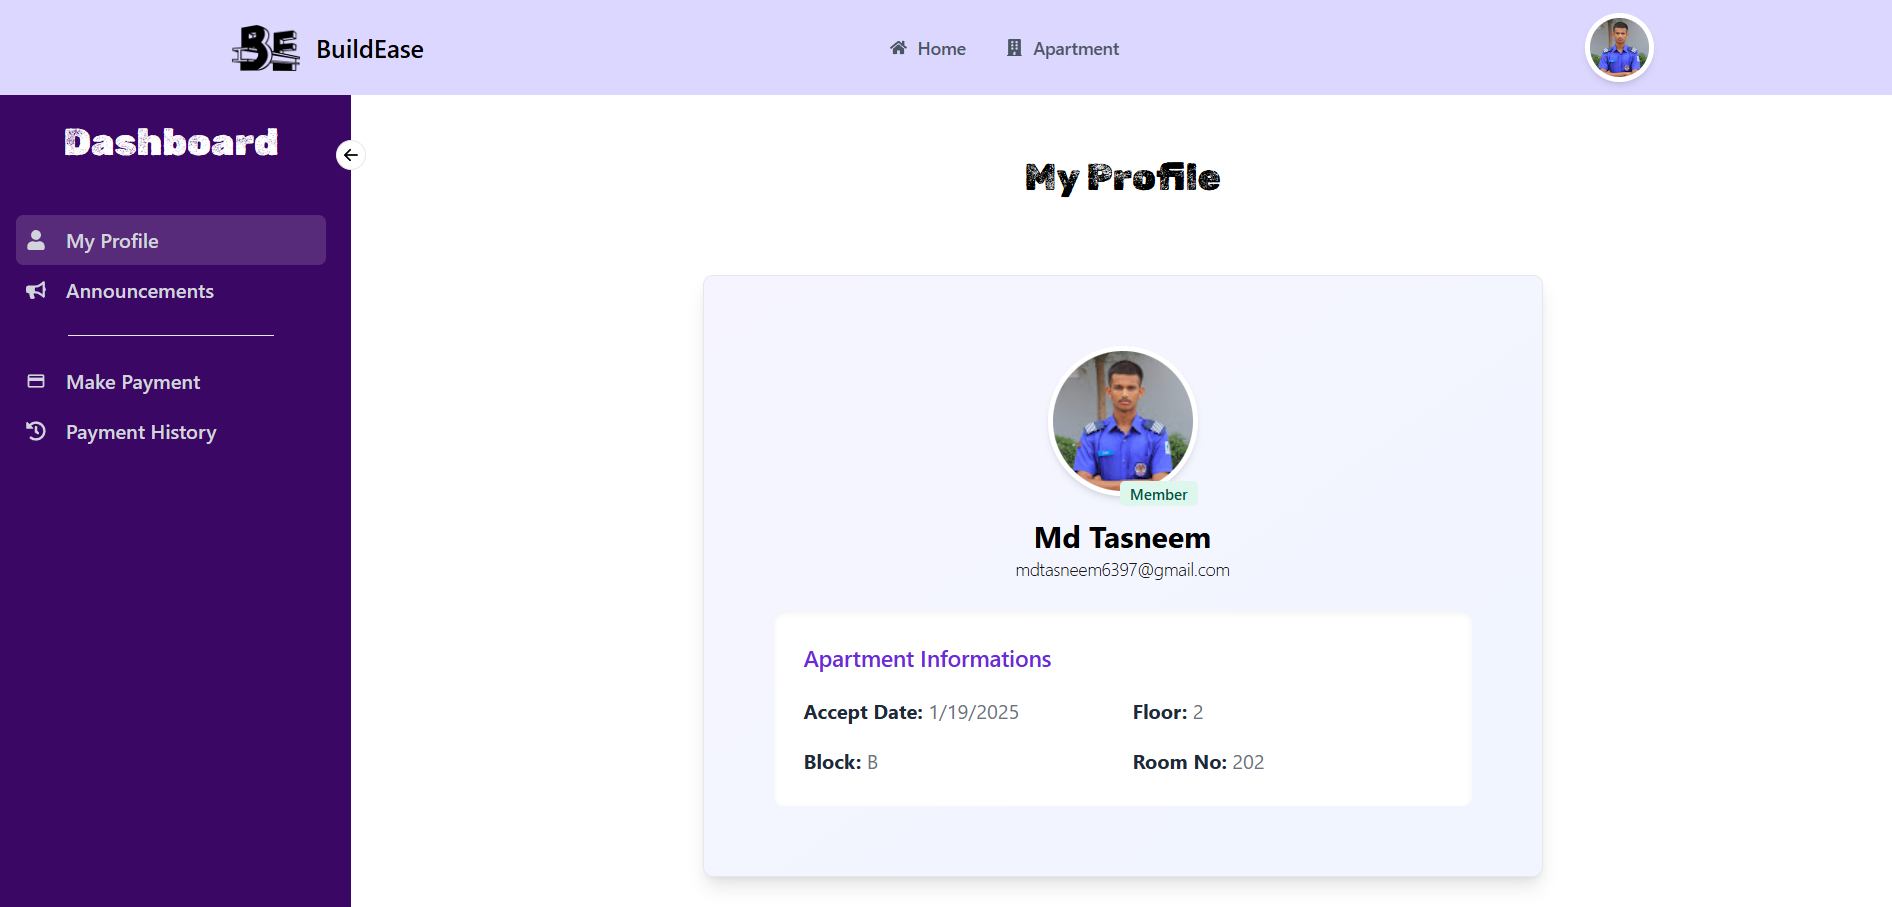 BE BuildEase
Home
Apartment
Dashboard
My Profile
Announcements
Make Payment
Payment History
My Profile
Member
Md Tasneem
mdtasneem6397@gmail.com
Apartment Informations
Accept Date: 1/19/2025
Floor: 2
Block: B
Room No: 202